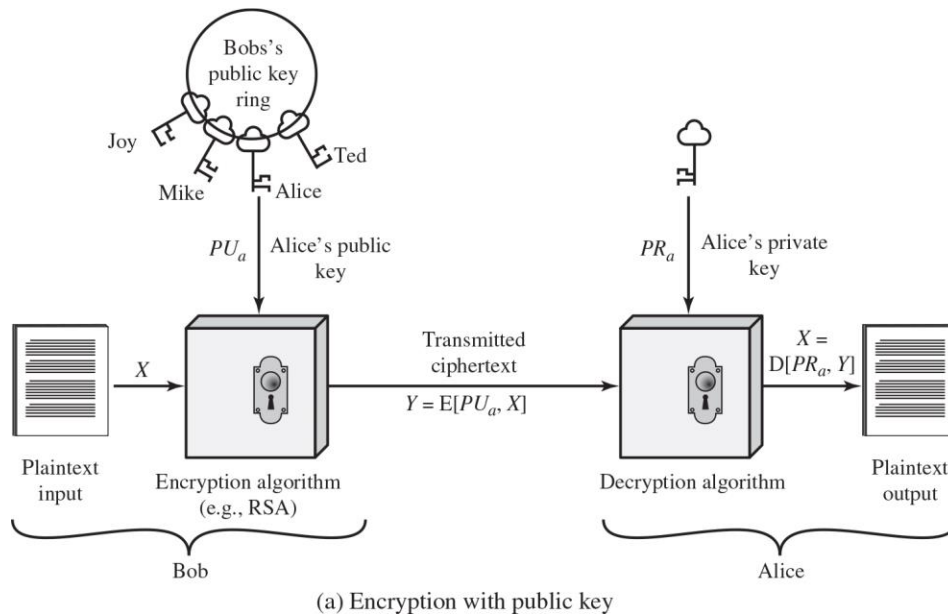 Bobs's
public key
ring
Joy
Ted
Mike
Alice
PUₐ
Alice's public
key
PRₐ
Alice's private
key
X
Transmitted
ciphertext
Y = E[PUₐ, X]
X =
D[PRₐ, Y]
Plaintext
input
Encryption algorithm
(e.g., RSA)
Decryption algorithm
Plaintext
output
Bob
Alice
(a) Encryption with public key